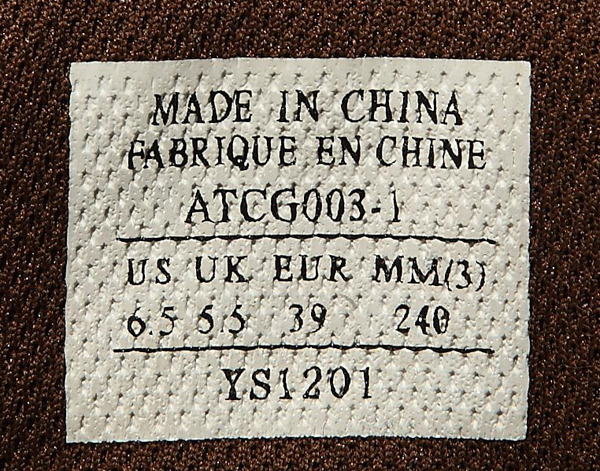 MADE IN CHINA
FABRIQUE EN CHINE
ATCG003-1
US UK EUR MM(3)
6.5 5.5 39 240
YS1201